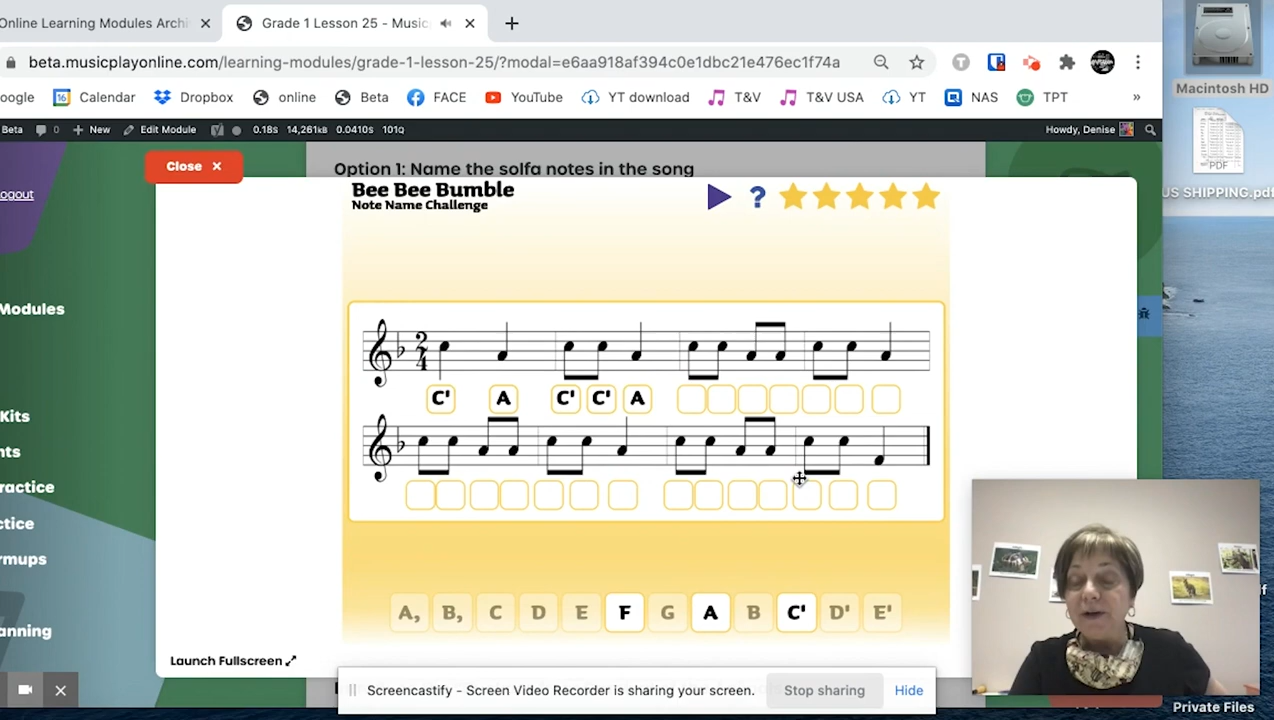 Online Learning Modules Archi ×
Grade 1 Lesson 25 - Music × +
beta.musicplayonline.com/learning-modules/grade-1-lesson-25/?modal=e6aa918af394c0e1dbc21e476ec1f74a
oogle 16 Calendar Dropbox online Beta FACE YouTube YT download T&V T&V USA YT NAS TPT »
Beta 0 + New Edit Module 0.18s 14,261kB 0.0410s 101Q Howdy, Denise
Macintosh HD
PDF
US SHIPPING.pdf
Close ×
ogout
Modules
Kits
nts
ractice
ctice
rmups
anning
Option 1: Name the solfa notes in the song
Bee Bee Bumble
Note Name Challenge
?
2
4
C' A C' C' A
A, B, C D E F G A B C' D' E'
Launch Fullscreen
Screencastify - Screen Video Recorder is sharing your screen. Stop sharing Hide
Private Files